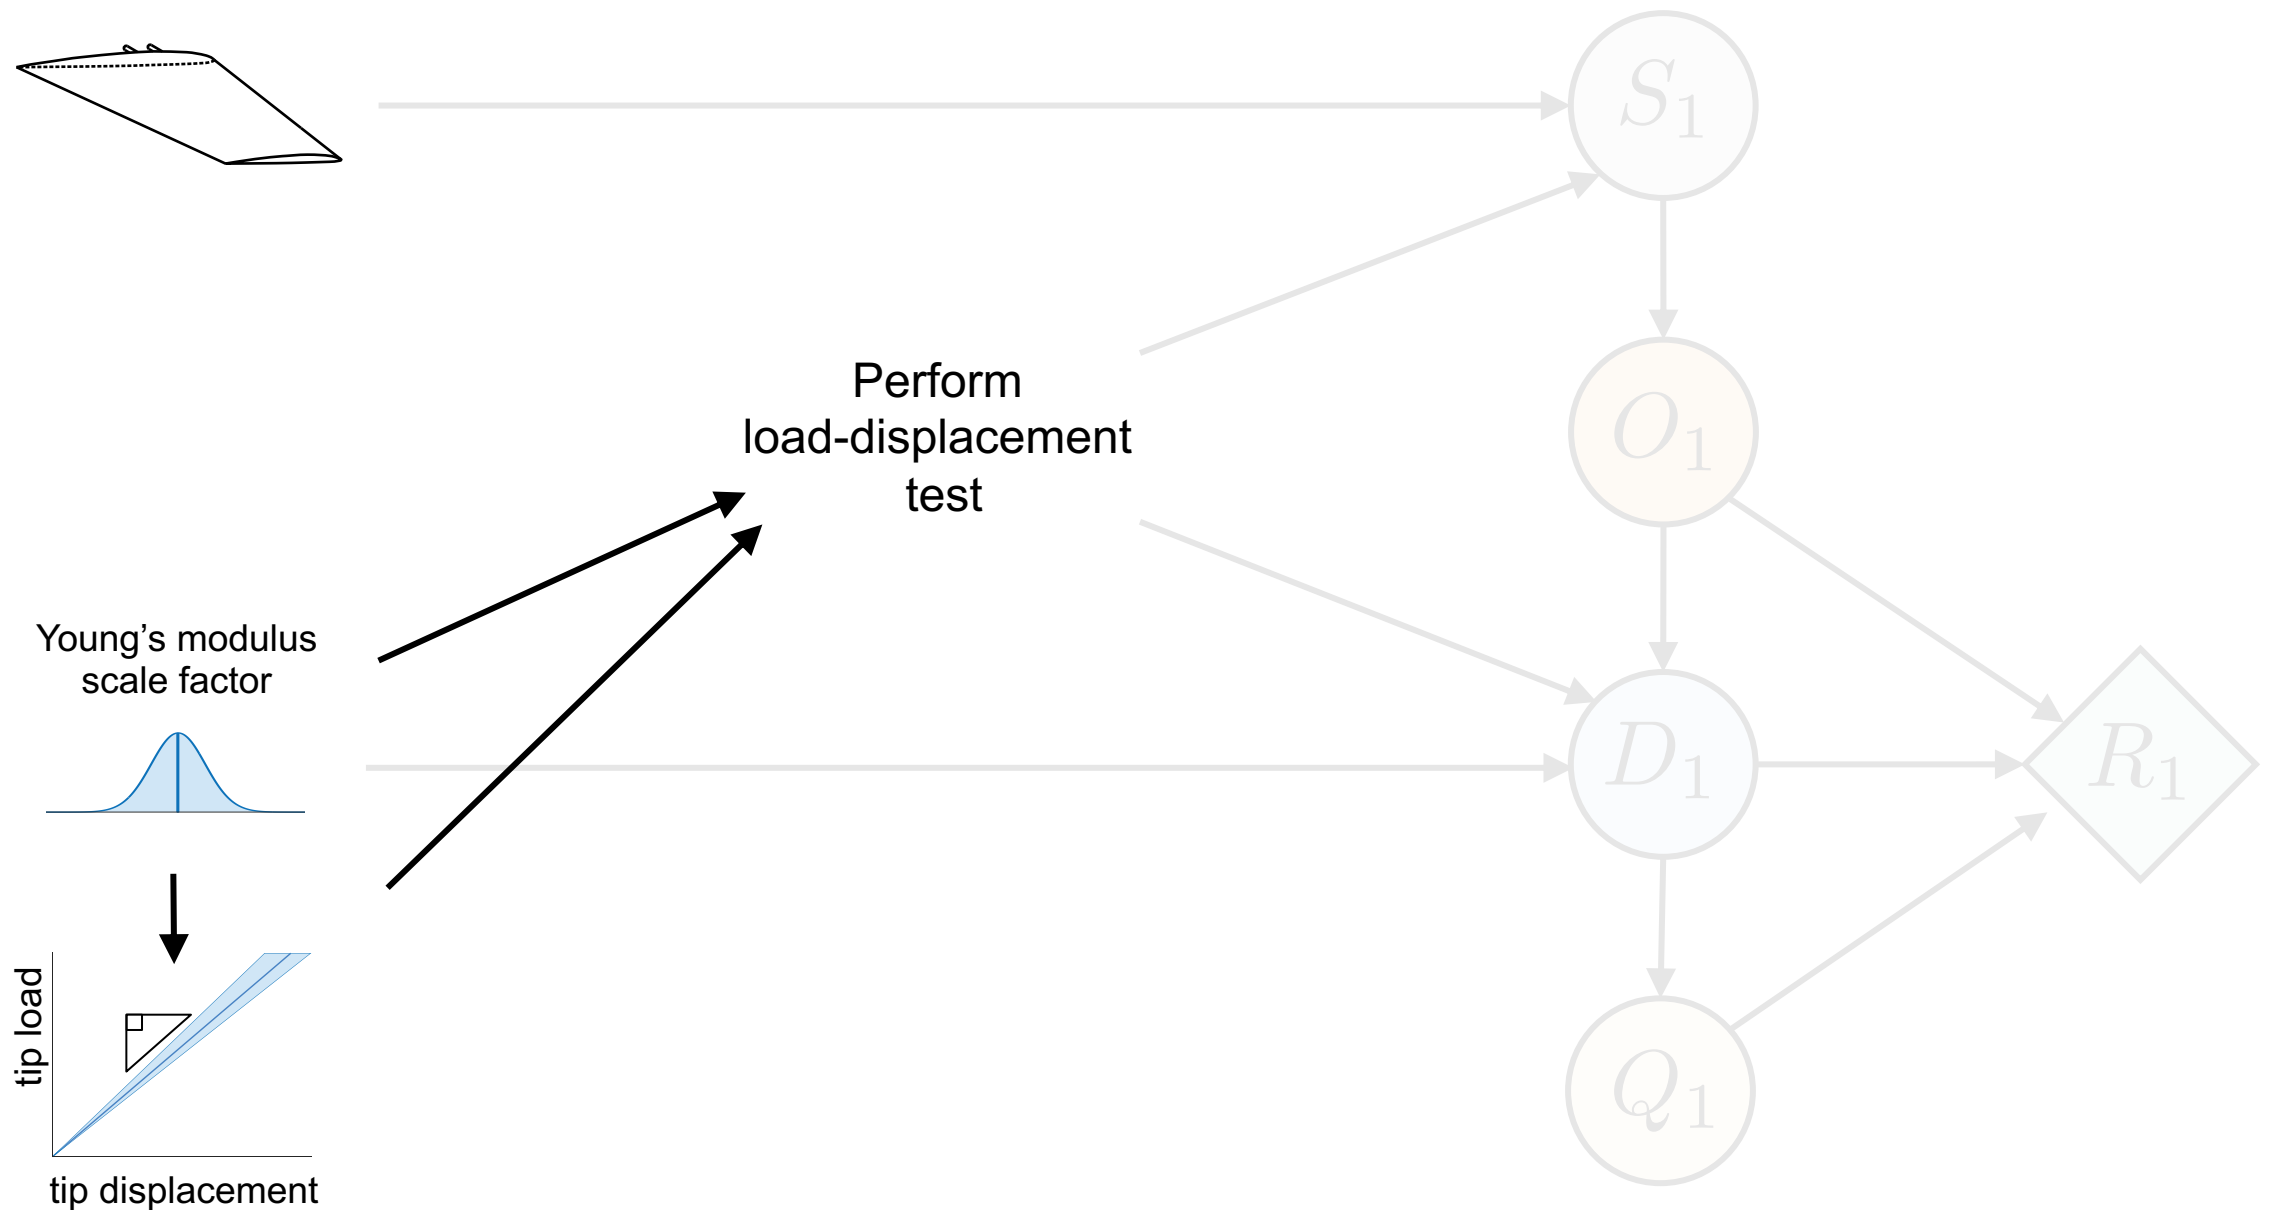 S₁
Perform
load-displacement
test
O₁
Young’s modulus
scale factor
D₁
R₁
tip load
Q₁
tip displacement